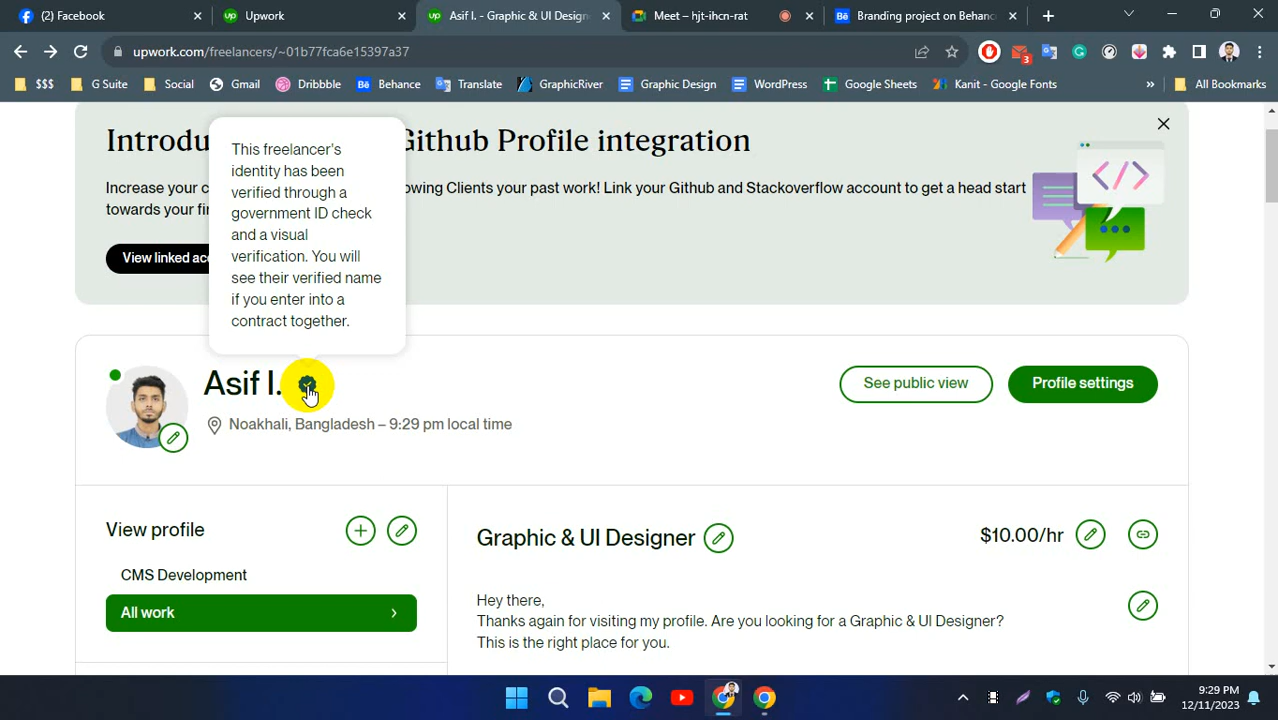 (2) Facebook
Upwork
Asif I. - Graphic & UI Designe
Meet – hjt-ihcn-rat
Branding project on Behance
upwork.com/freelancers/~01b77fca6e15397a37
3
$$$
G Suite
Social
Gmail
Dribbble
Behance
Translate
GraphicRiver
Graphic Design
WordPress
Google Sheets
Kanit - Google Fonts
»
All Bookmarks
Introdu
Github Profile integration
This freelancer's
identity has been
verified through a
government ID check
and a visual
verification. You will
see their verified name
if you enter into a
contract together.
Increase your c
owing Clients your past work! Link your Github and Stackoverflow account to get a head start
towards your fir
View linked acc
Asif I.
Noakhali, Bangladesh – 9:29 pm local time
See public view
Profile settings
View profile
CMS Development
All work
Graphic & UI Designer
$10.00/hr
Hey there,
Thanks again for visiting my profile. Are you looking for a Graphic & UI Designer?
This is the right place for you.
9:29 PM
12/11/2023